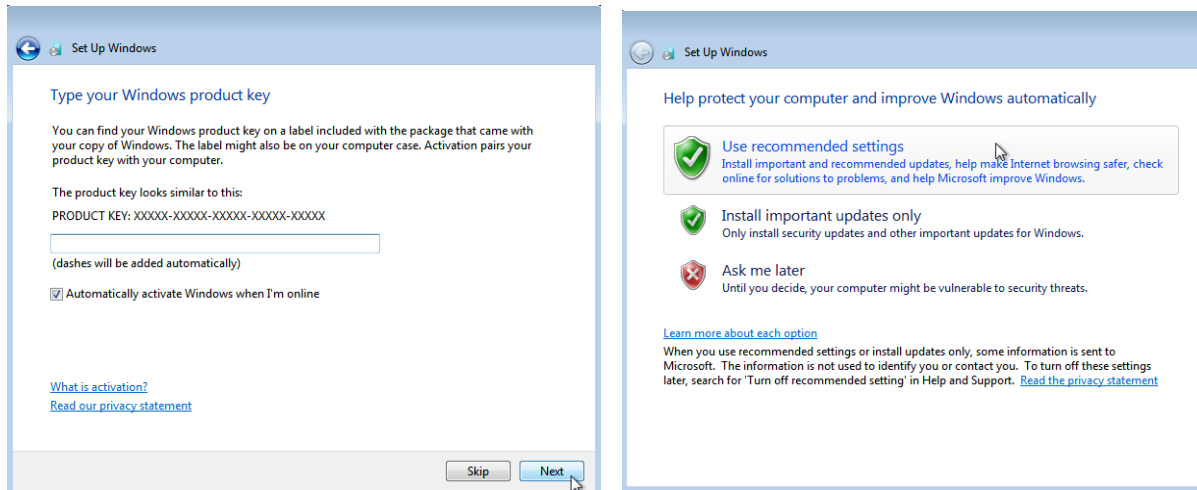 Set Up Windows
Type your Windows product key
You can find your Windows product key on a label included with the package that came with
your copy of Windows. The label might also be on your computer case. Activation pairs your
product key with your computer.
The product key looks similar to this:
PRODUCT KEY: XXXXX-XXXXX-XXXXX-XXXXX-XXXXX
(dashes will be added automatically)
Automatically activate Windows when I'm online
What is activation?
Read our privacy statement
Skip
Next
Set Up Windows
Help protect your computer and improve Windows automatically
Use recommended settings
Install important and recommended updates, help make Internet browsing safer, check
online for solutions to problems, and help Microsoft improve Windows.
Install important updates only
Only install security updates and other important updates for Windows.
Ask me later
Until you decide, your computer might be vulnerable to security threats.
Learn more about each option
When you use recommended settings or install updates only, some information is sent to
Microsoft. The information is not used to identify you or contact you. To turn off these settings
later, search for 'Turn off recommended setting' in Help and Support. Read the privacy statement